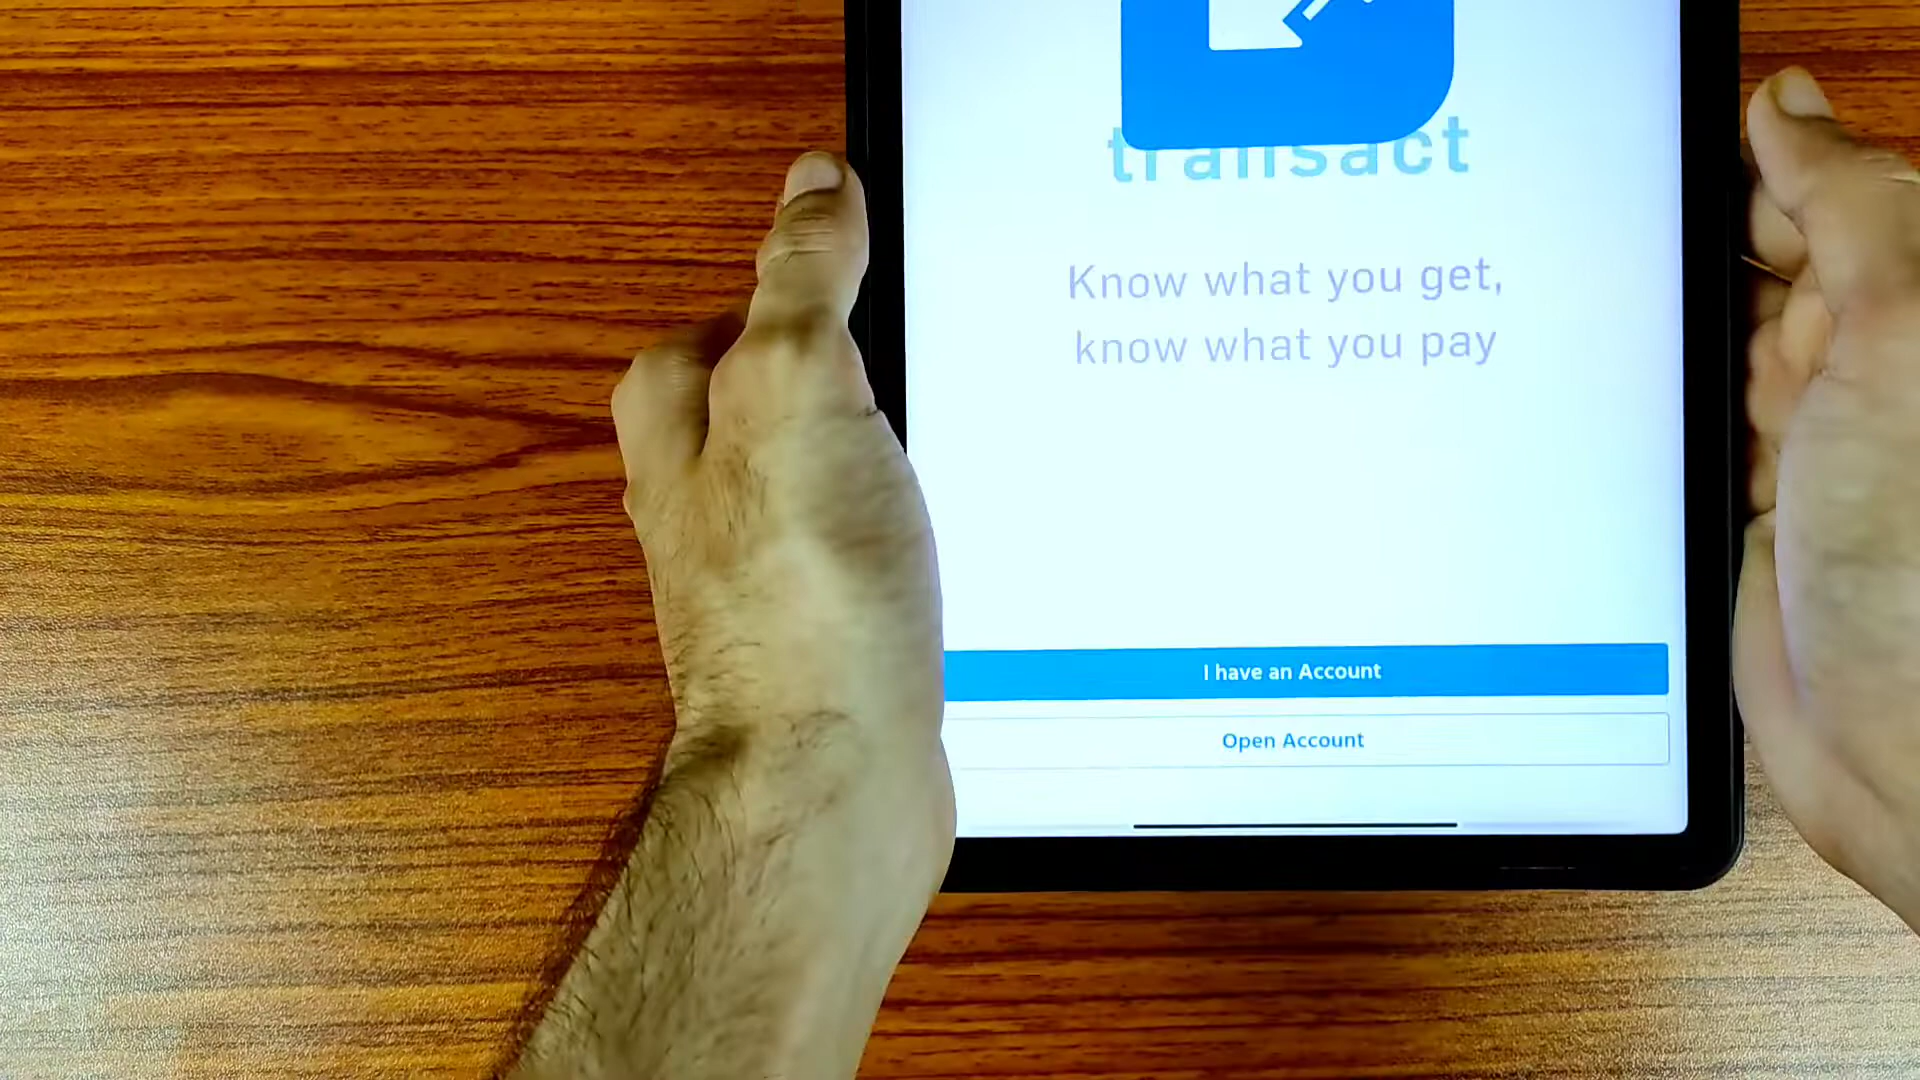 transact
Know what you get,
know what you pay
I have an Account
Open Account